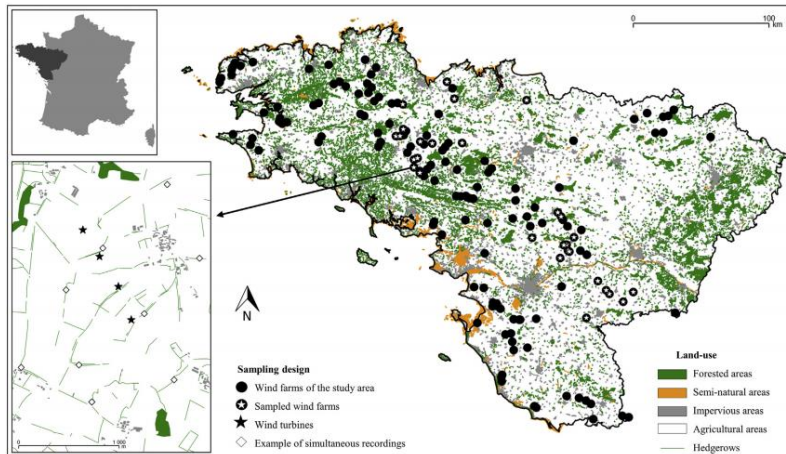 0 100
km
N
0 1 000
m
Sampling design
Wind farms of the study area
Sampled wind farms
Wind turbines
Example of simultaneous recordings
Land-use
Forested areas
Semi-natural areas
Impervious areas
Agricultural areas
Hedgerows